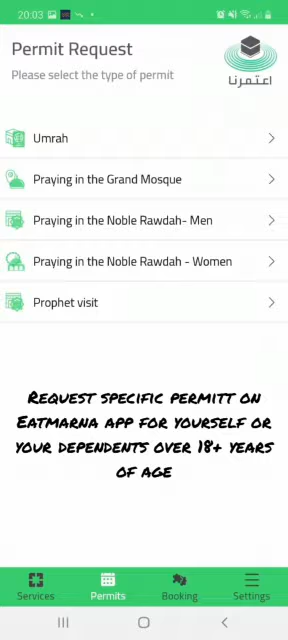 20:03
Permit Request
Please select the type of permit
اعتمرنا
Umrah
Praying in the Grand Mosque
Praying in the Noble Rawdah- Men
Praying in the Noble Rawdah - Women
Prophet visit
Request specific permitt on
Eatmarna app for yourself or
your dependents over 18+ years
of age
Services Permits Booking Settings